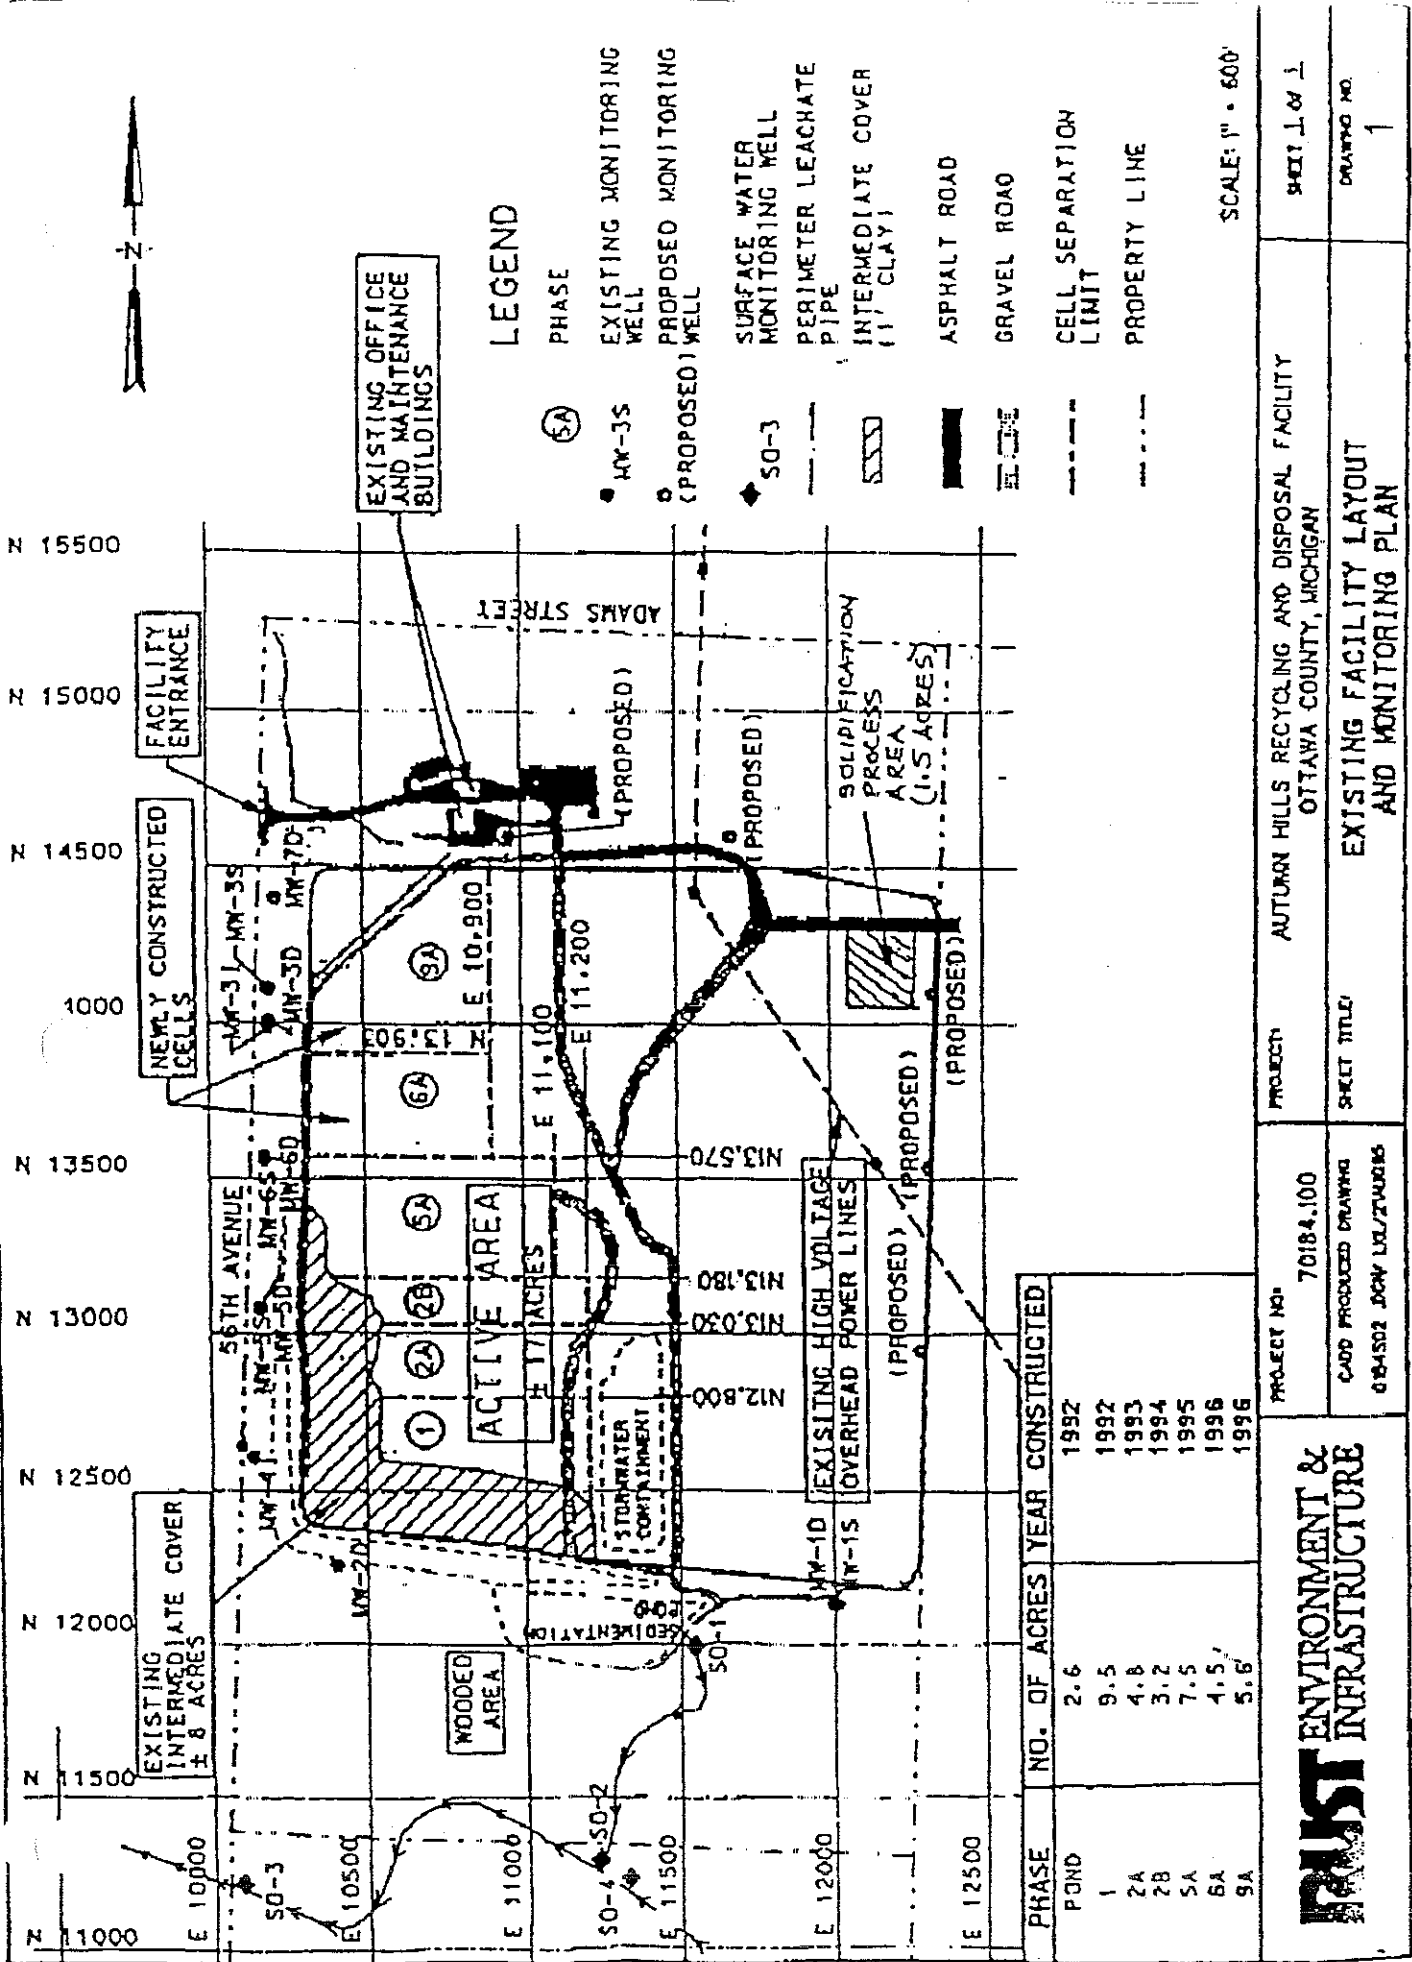 N
LEGEND
5A PHASE
MW-3S EXISTING MONITORING
WELL
(PROPOSED) PROPOSED MONITORING
WELL
SO-3 SURFACE WATER
MONITORING WELL
PERIMETER LEACHATE
PIPE
INTERMEDIATE COVER
(1' CLAY)
ASPHALT ROAD
GRAVEL ROAD
CELL SEPARATION
LIMIT
PROPERTY LINE
SCALE: 1" = 600'
EXISTING OFFICE
AND MAINTENANCE
BUILDINGS
FACILITY
ENTRANCE
NEWLY CONSTRUCTED
CELLS
EXISTING
INTERMEDIATE COVER
± 8 ACRES
N 11000
N 11500
N 12000
N 12500
N 13000
N 13500
1000
N 14500
N 15000
N 15500
E 10000
E 10500
E 11000
E 11500
E 12000
E 12500
56TH AVENUE
ADAMS STREET
MW-3I
MW-3S
MW-3D
MW-7D
MW-6S
MW-6D
MW-5S
MW-5D
MW-4I
MW-2D
MW-1D
MW-1S
SO-1
SO-2
SO-3
SO-4
9A
6A
5A
2B
2A
1
E 10,900
N 13,903
E 11,100
E 11,200
N13,570
N13,180
N13,030
N12,800
ACTIVE AREA
± 17 ACRES
STORMWATER
CONTAINMENT
SEDIMENTATION
WOODED
AREA
EXISITNG HIGH VOLTAGE
OVERHEAD POWER LINES
SOLIDIFICATION
PROCESS
AREA
(1.5 ACRES)
(PROPOSED)
(PROPOSED)
(PROPOSED)
(PROPOSED)
(PROPOSED)
(PROPOSED)
PHASE NO. OF ACRES YEAR CONSTRUCTED
POND 2.6 1992
1 9.5 1992
2A 4.8 1993
2B 3.2 1994
5A 7.5 1995
6A 4.5 1996
9A 5.6 1996
RUST ENVIRONMENT &
INFRASTRUCTURE
PROJECT NO:
70184.100
CADD PRODUCED DRAWING
PROJECT:
AUTUMN HILLS RECYCLING AND DISPOSAL FACILITY
OTTAWA COUNTY, MICHIGAN
SHEET TITLE:
EXISTING FACILITY LAYOUT
AND MONITORING PLAN
SHEET 1 OF 1
DRAWING NO.
1